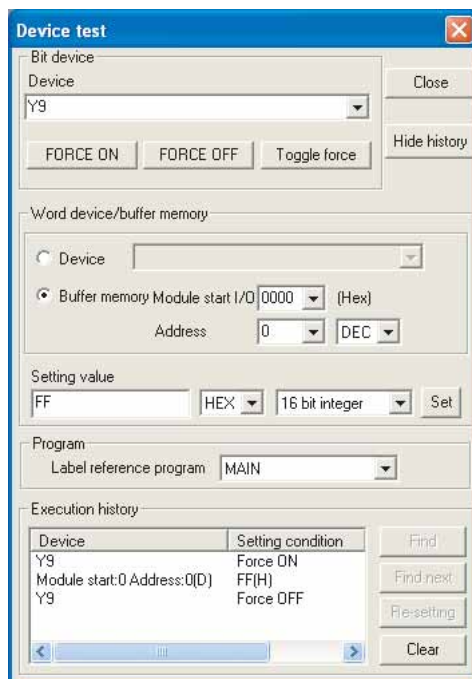 Device test
Bit device
Device
Close
Y9
FORCE ON FORCE OFF Toggle force
Hide history
Word device/buffer memory
Device
Buffer memory Module start I/O 0000 (Hex)
Address 0 DEC
Setting value
FF HEX 16 bit integer Set
Program
Label reference program MAIN
Execution history
Device Setting condition Find
Y9 Force ON
Module start:0 Address:0(D) FF(H) Find next
Y9 Force OFF
Re-setting
Clear